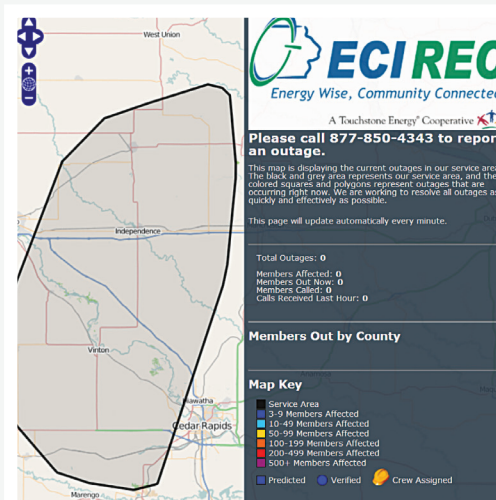 West Union
Independence
Vinton
Hiawatha
Cedar Rapids
Marengo
ECI REC
Energy Wise, Community Connected
A Touchstone Energy® Cooperative
Please call 877-850-4343 to repor
an outage.
This map is displaying the current outages in our service area
The black and grey area represents our service area, and the
colored squares and polygons represent outages that are
occurring right now. We are working to resolve all outages as
quickly and effectively as possible.
This page will update automatically every minute.
Total Outages: 0
Members Affected: 0
Members Out Now: 0
Members Called: 0
Calls Received Last Hour: 0
Members Out by County
Map Key
Service Area
3-9 Members Affected
10-49 Members Affected
50-99 Members Affected
100-199 Members Affected
200-499 Members Affected
500+ Members Affected
Predicted
Verified
Crew Assigned